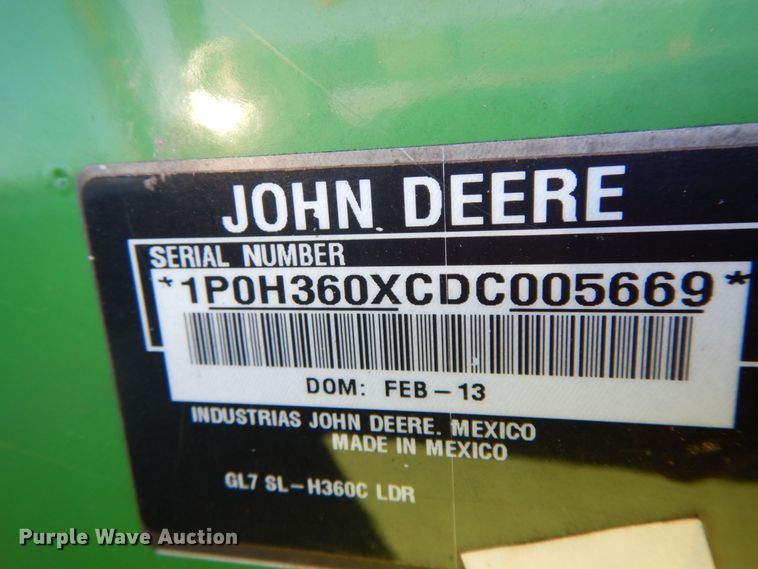 JOHN DEERE
SERIAL NUMBER
*1P0H360XCDC005669*
DOM: FEB-13
INDUSTRIAS JOHN DEERE. MEXICO
MADE IN MEXICO
GL7 SL-H360C LDR
Purple Wave Auction®